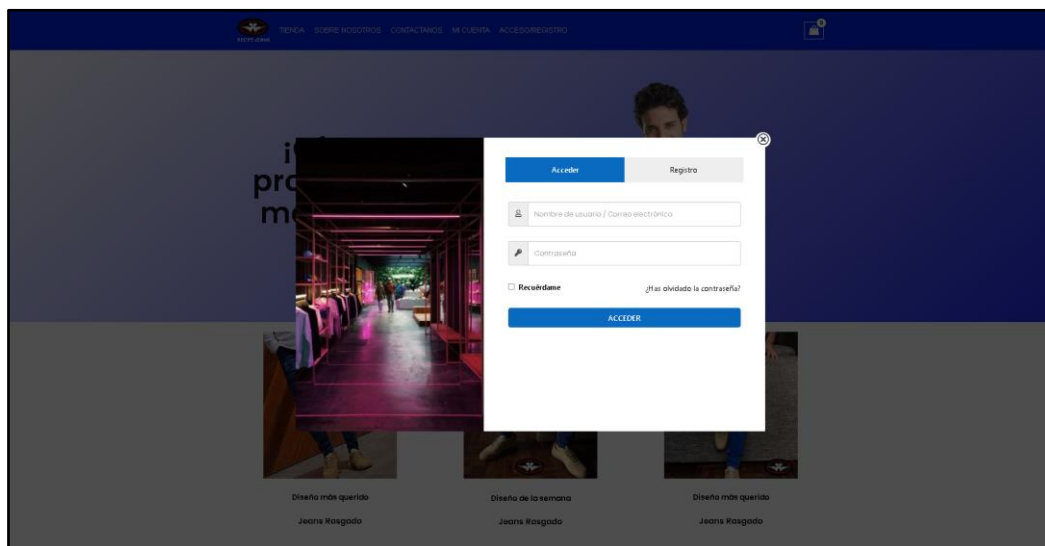 TIENDA SOBRE NOSOTROS CONTACTANOS MI CUENTA ACCESO/REGISTRO
0
Acceder Registro
Nombre de usuario / Correo electrónico
Contraseña
Recuérdame ¿Has olvidado la contraseña?
ACCEDER
Diseño más querido Diseño de la semana Diseño más querido
Jeans Rasgado Jeans Rasgado Jeans Rasgado